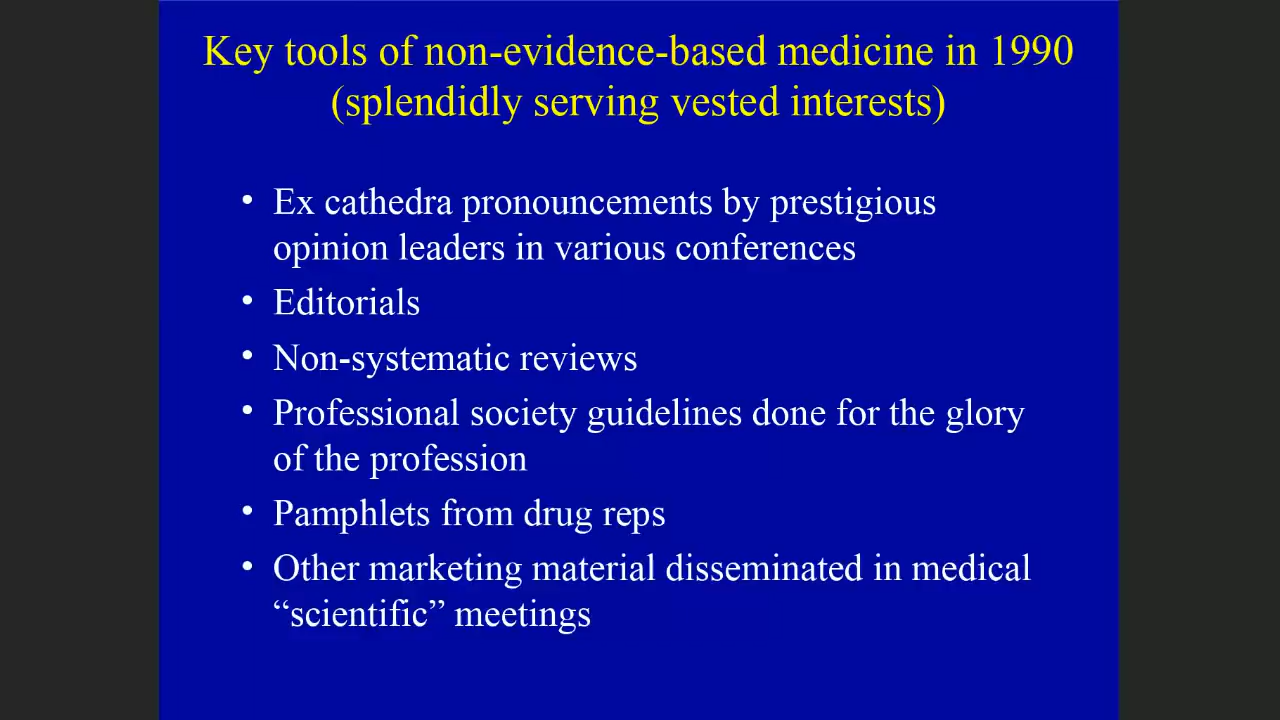 Key tools of non-evidence-based medicine in 1990
(splendidly serving vested interests)
• Ex cathedra pronouncements by prestigious
opinion leaders in various conferences
• Editorials
• Non-systematic reviews
• Professional society guidelines done for the glory
of the profession
• Pamphlets from drug reps
• Other marketing material disseminated in medical
“scientific” meetings